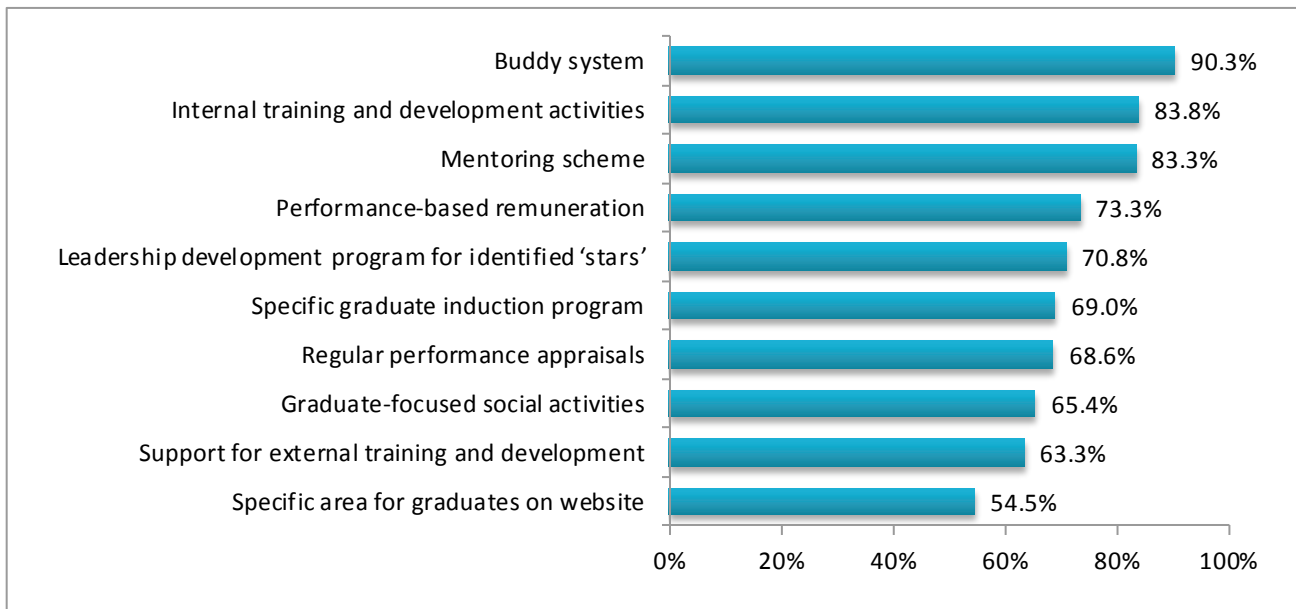 Buddy system 90.3%
Internal training and development activities 83.8%
Mentoring scheme 83.3%
Performance-based remuneration 73.3%
Leadership development program for identified ‘stars’ 70.8%
Specific graduate induction program 69.0%
Regular performance appraisals 68.6%
Graduate-focused social activities 65.4%
Support for external training and development 63.3%
Specific area for graduates on website 54.5%
0% 20% 40% 60% 80% 100%